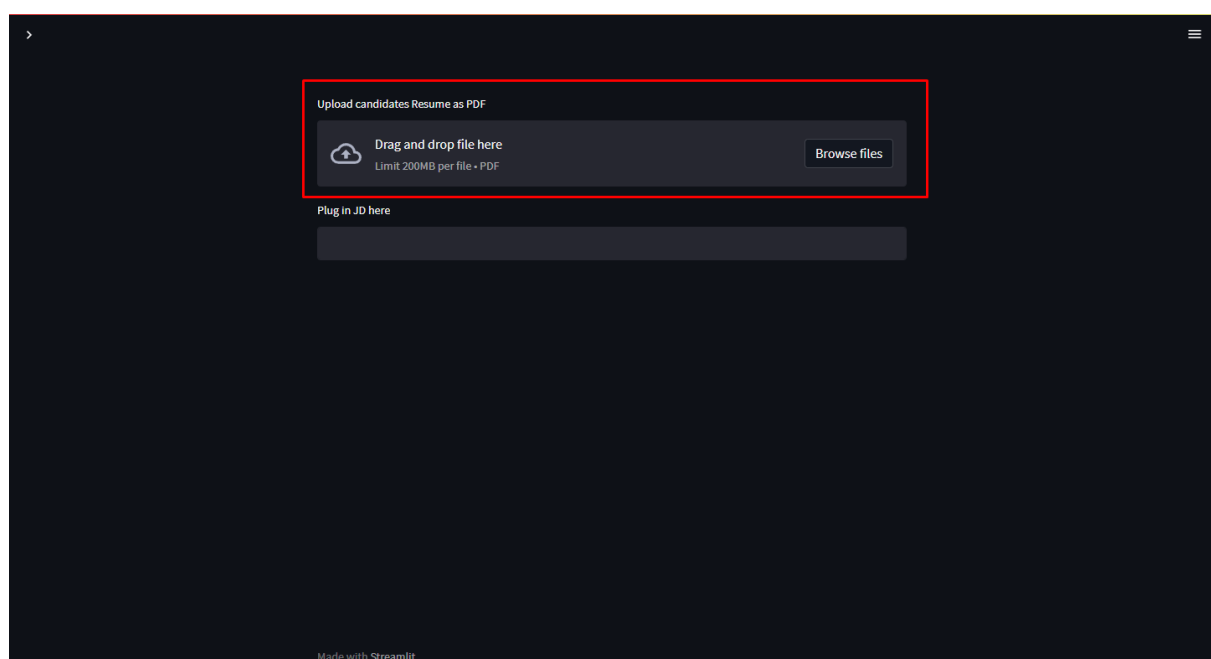 Upload candidates Resume as PDF
Drag and drop file here
Limit 200MB per file • PDF
Browse files
Plug in JD here
Made with Streamlit